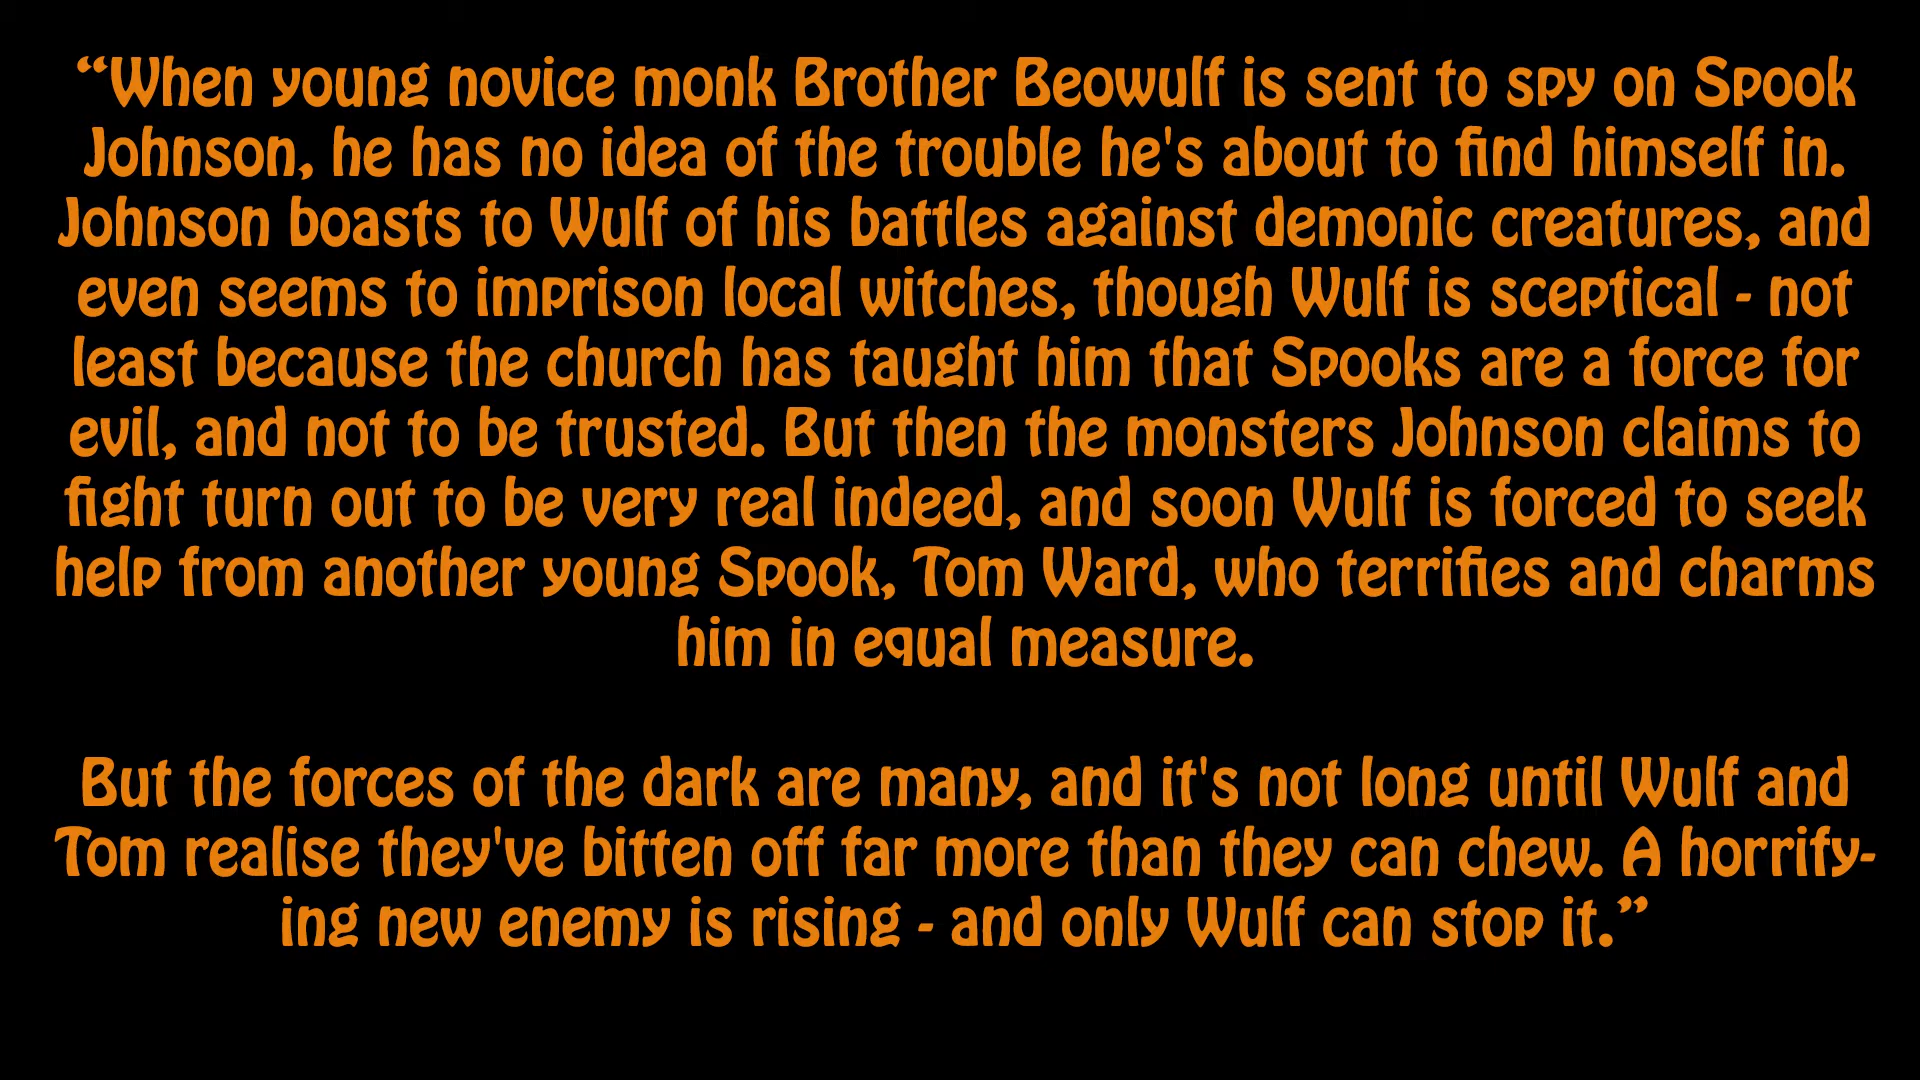 “When young novice monk Brother Beowulf is sent to spy on Spook
Johnson, he has no idea of the trouble he's about to find himself in.
Johnson boasts to Wulf of his battles against demonic creatures, and
even seems to imprison local witches, though Wulf is sceptical - not
least because the church has taught him that Spooks are a force for
evil, and not to be trusted. But then the monsters Johnson claims to
fight turn out to be very real indeed, and soon Wulf is forced to seek
help from another young Spook, Tom Ward, who terrifies and charms
him in equal measure.
But the forces of the dark are many, and it's not long until Wulf and
Tom realise they've bitten off far more than they can chew. A horrify-
ing new enemy is rising - and only Wulf can stop it.”